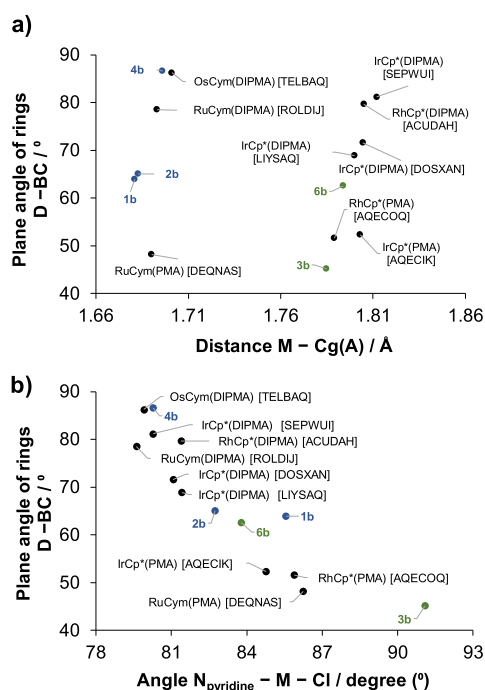 a)
Plane angle of rings
D −BC / º
90
80
70
60
50
40
4b
OsCym(DIPMA) [TELBAQ]
RuCym(DIPMA) [ROLDIJ]
IrCp*(DIPMA)
[SEPWUI]
RhCp*(DIPMA)
[ACUDAH]
IrCp*(DIPMA)
[LIYSAQ]
IrCp*(DIPMA) [DOSXAN]
2b
1b
6b
RhCp*(PMA)
[AQECOQ]
RuCym(PMA) [DEQNAS]
3b
IrCp*(PMA)
[AQECIK]
1.66
1.71
1.76
1.81
1.86
Distance M − Cg(A) / Å
b)
Plane angle of rings
D −BC / º
90
80
70
60
50
40
OsCym(DIPMA) [TELBAQ]
4b
IrCp*(DIPMA) [SEPWUI]
RhCp*(DIPMA) [ACUDAH]
RuCym(DIPMA) [ROLDIJ]
IrCp*(DIPMA) [DOSXAN]
IrCp*(DIPMA) [LIYSAQ]
2b
6b
1b
IrCp*(PMA) [AQECIK]
RhCp*(PMA) [AQECOQ]
RuCym(PMA) [DEQNAS]
3b
78
81
84
87
90
93
Angle Npyridine − M − Cl / degree (º)